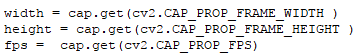 width = cap.get(cv2.CAP_PROP_FRAME_WIDTH )
height = cap.get(cv2.CAP_PROP_FRAME_HEIGHT )
fps =  cap.get(cv2.CAP_PROP_FPS)